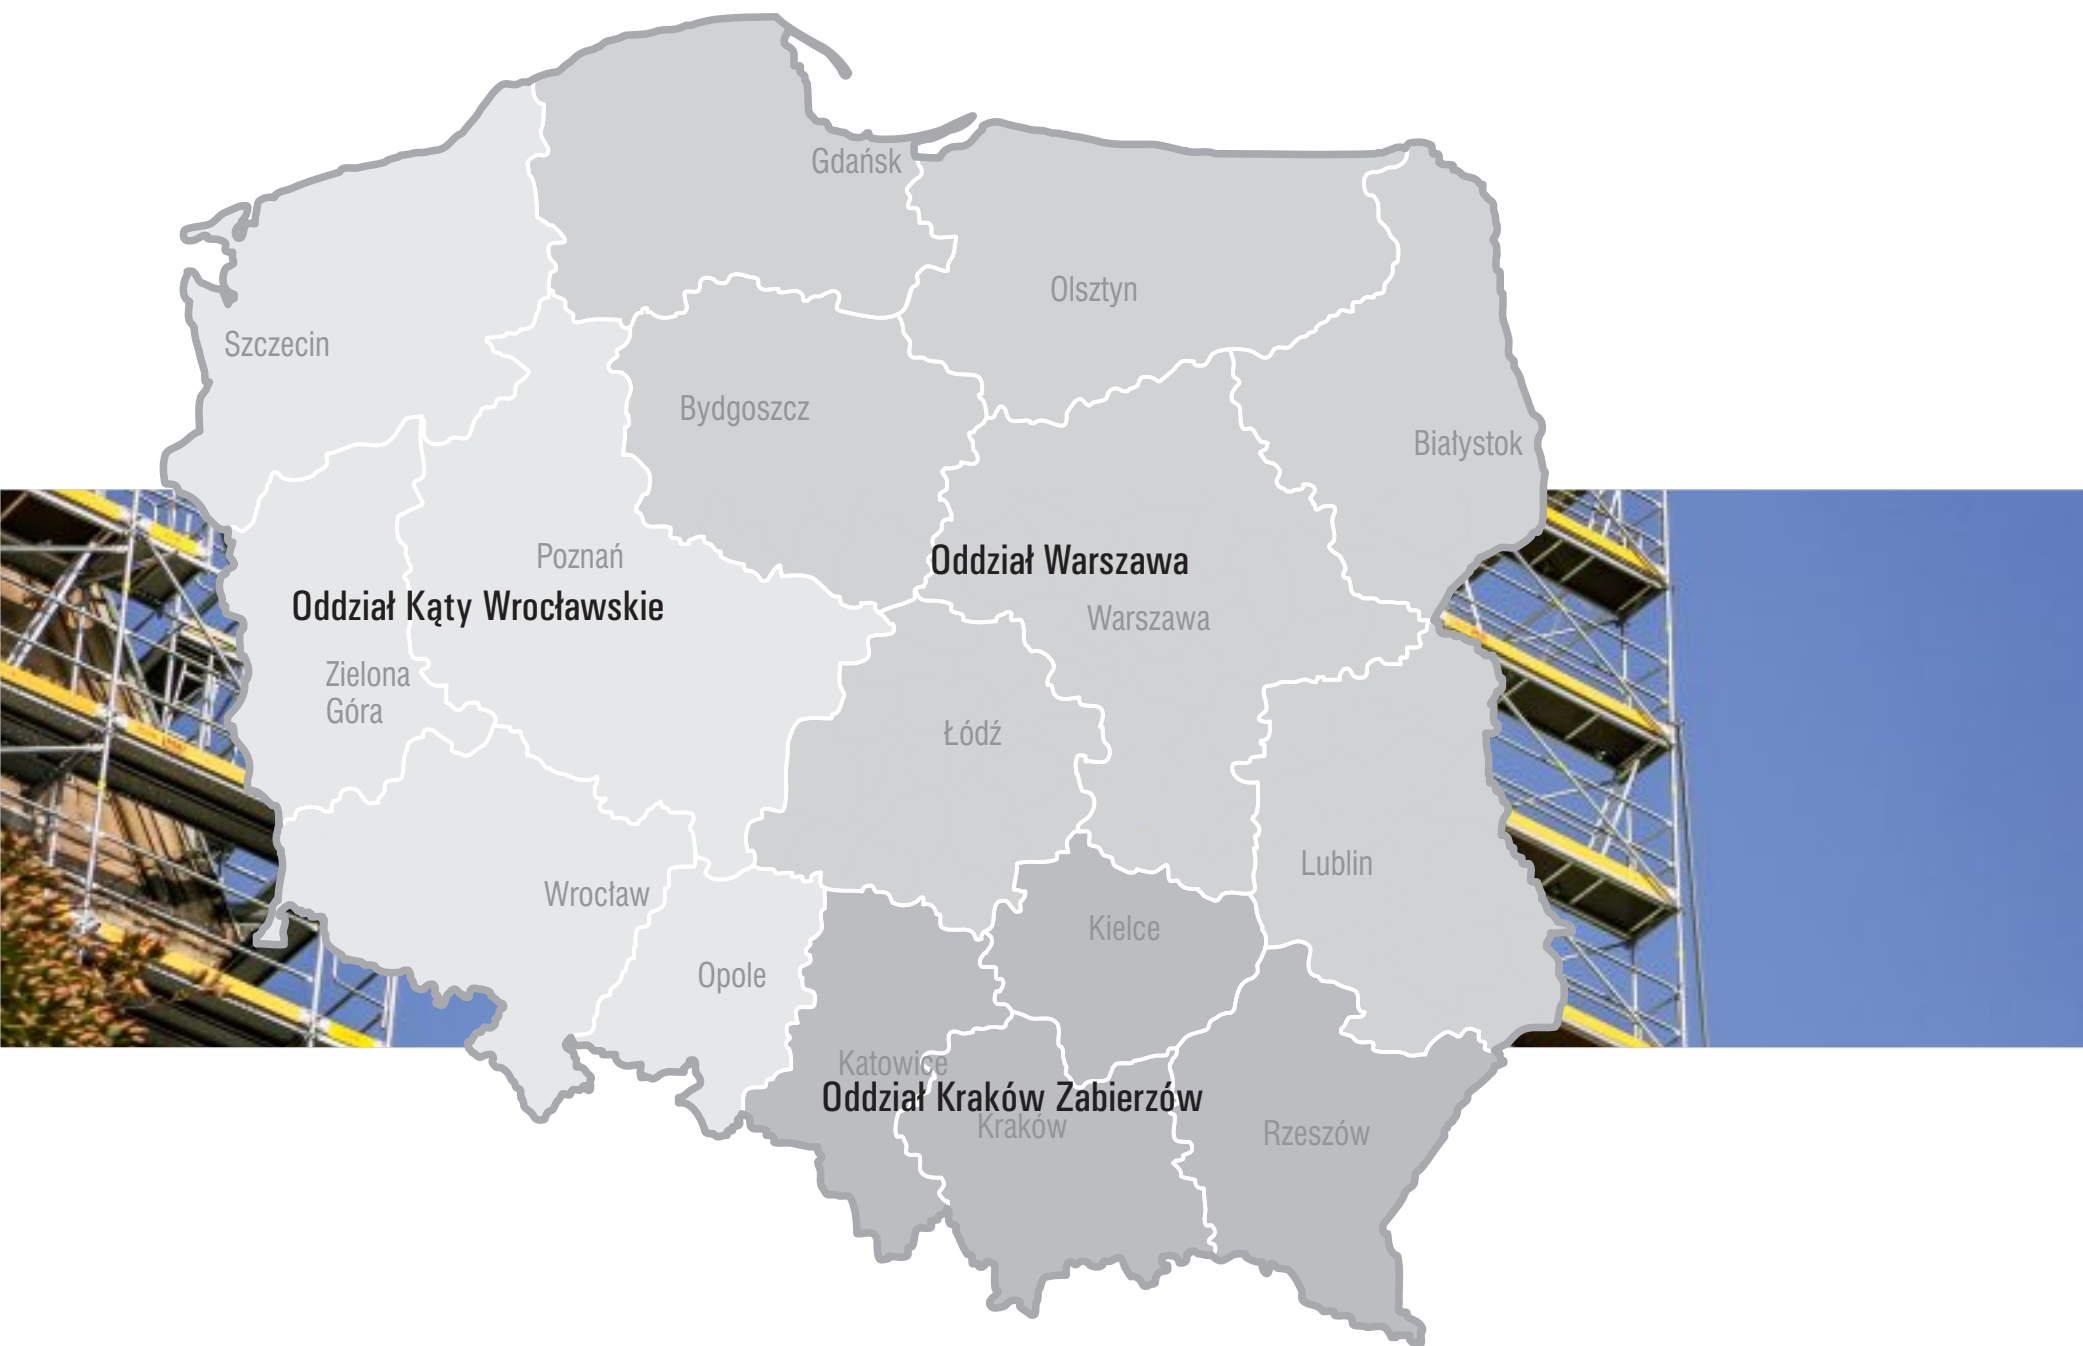 Gdańsk
Olsztyn
Szczecin
Bydgoszcz
Białystok
Poznań
Oddział Warszawa
Oddział Kąty Wrocławskie
Warszawa
Zielona
Góra
Łódź
Lublin
Wrocław
Kielce
Opole
Katowice
Oddział Kraków Zabierzów
Kraków
Rzeszów